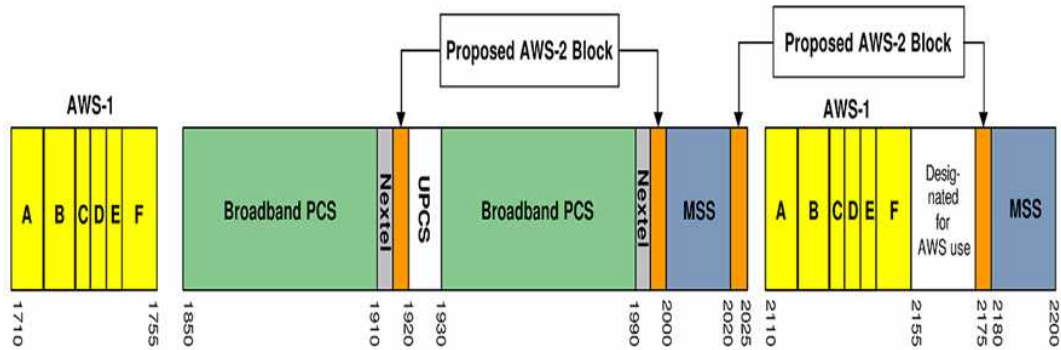 Proposed AWS-2 Block
Proposed AWS-2 Block
AWS-1
AWS-1
A
B
C
D
E
F
Broadband PCS
Nextel
UPCS
Broadband PCS
Nextel
MSS
A
B
C
D
E
F
Desig-
nated
for
AWS use
MSS
1710
1755
1850
1910
1920
1930
1990
2000
2020
2025
2110
2155
2175
2180
2200